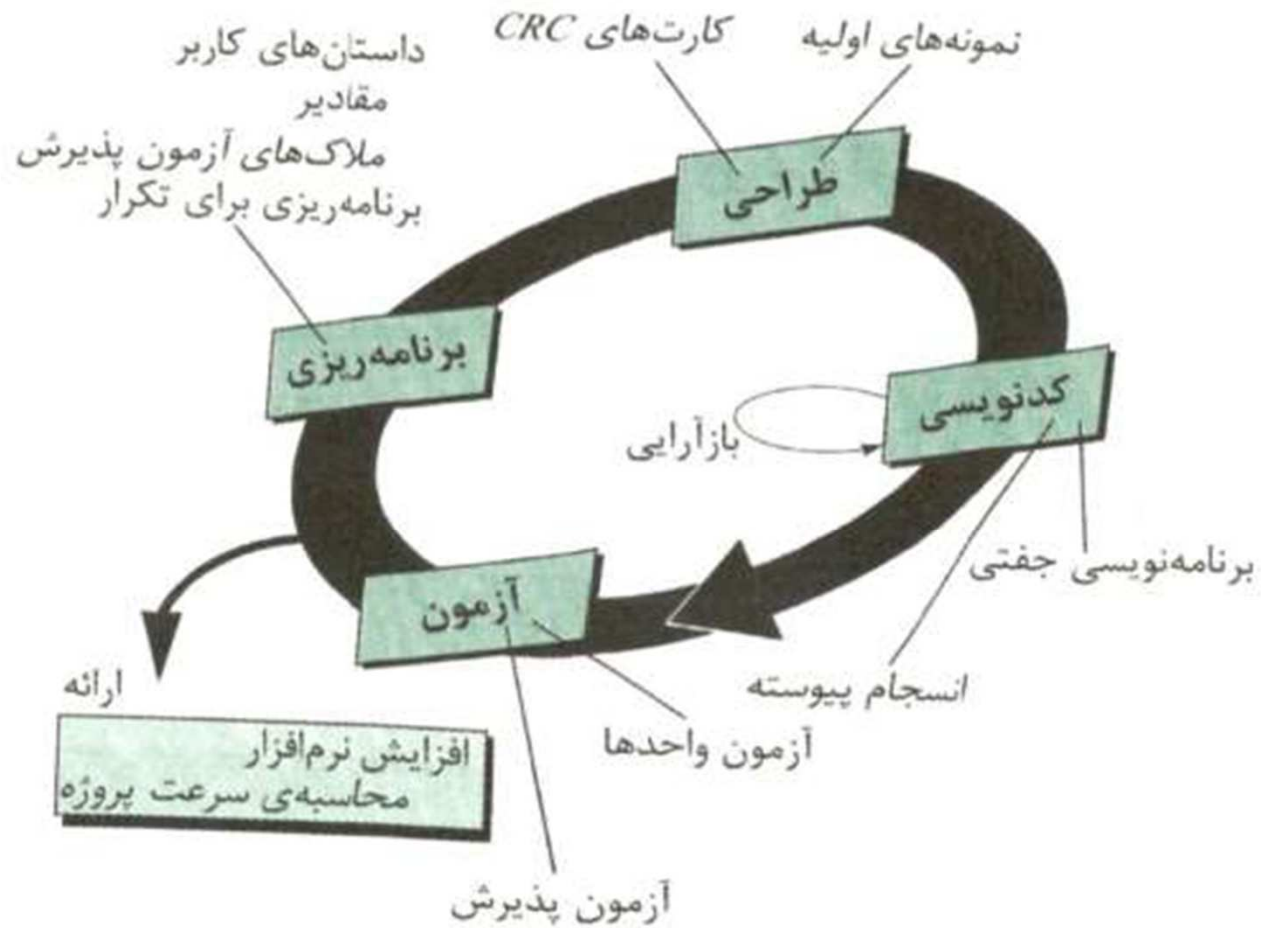 نمونه‌های اولیه
کارت‌های CRC
داستان‌های کاربر
مقادیر
ملاک‌های آزمون پذیرش
برنامه‌ریزی برای تکرار
طراحی
برنامه‌ریزی
کدنویسی
بازآرایی
برنامه‌نویسی جفتی
آزمون
انسجام پیوسته
ارائه
آزمون واحدها
افزایش نرم‌افزار
محاسبه‌ی سرعت پروژه
آزمون پذیرش